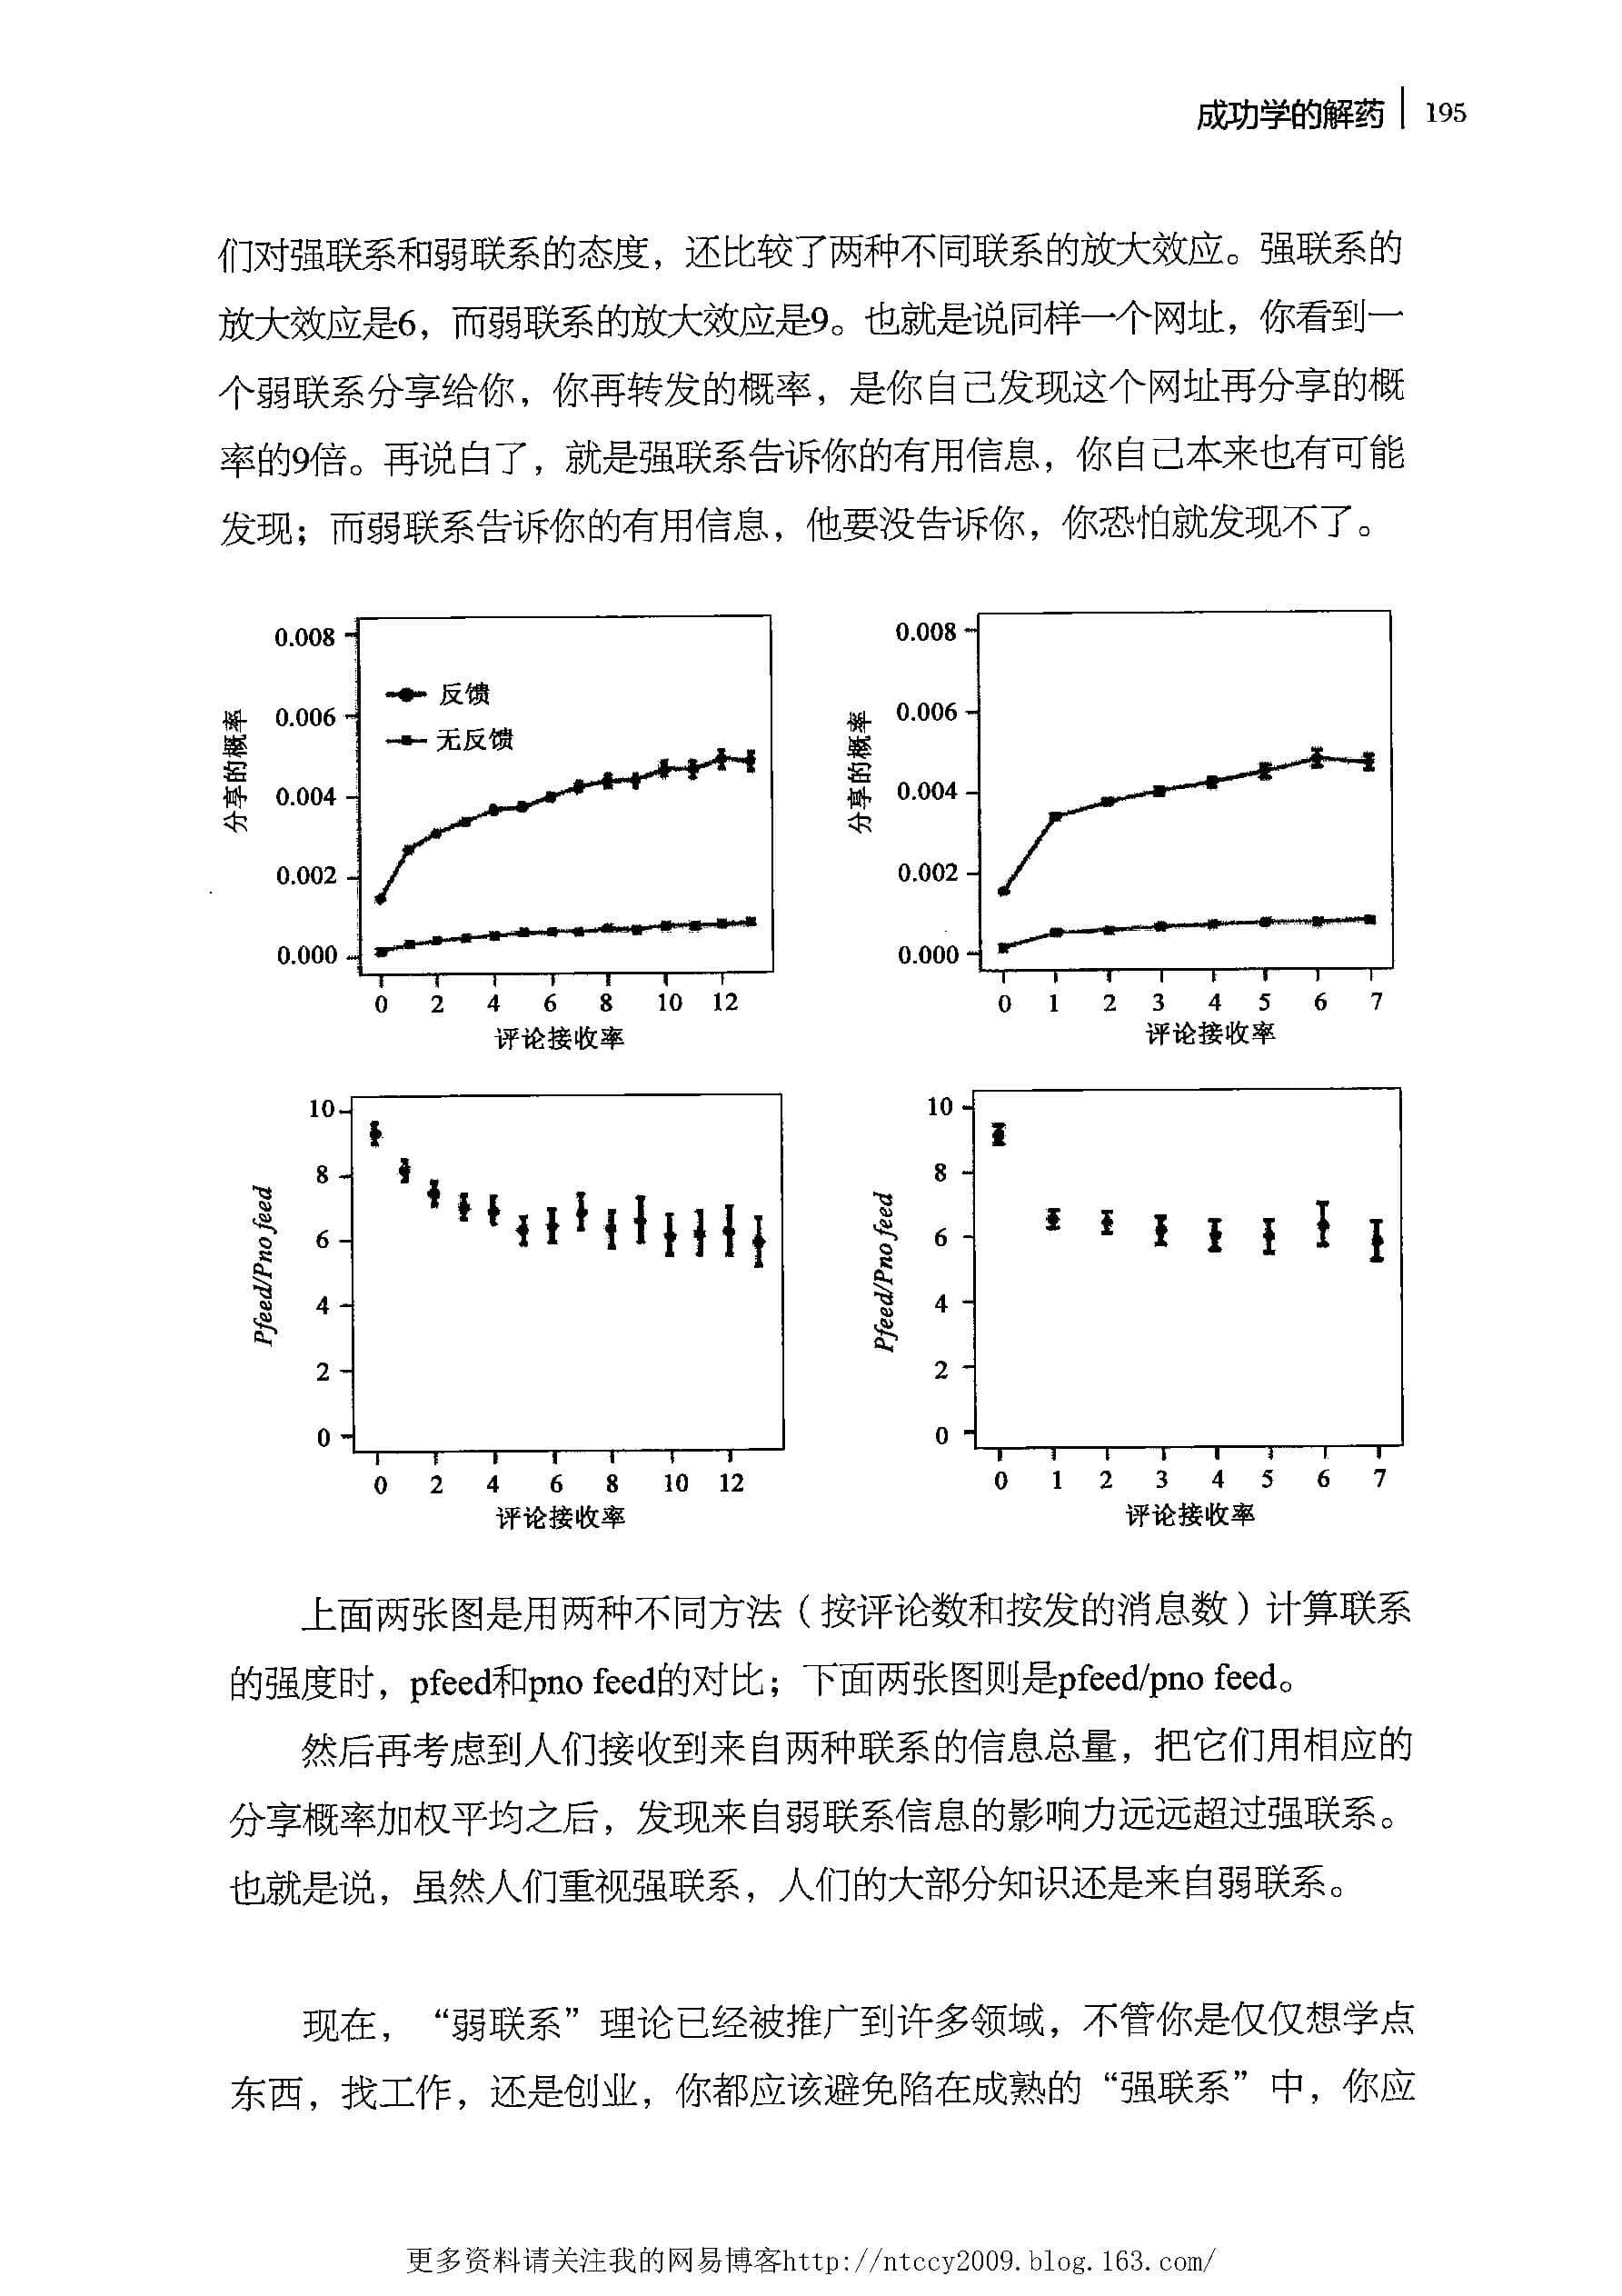 成功学的解药 195
们对强联系和弱联系的态度，还比较了两种不同联系的放大效应。强联系的
放大效应是6，而弱联系的放大效应是9。也就是说同样一个网址，你看到一
个弱联系分享给你，你再转发的概率，是你自己发现这个网址再分享的概
率的9倍。再说白了，就是强联系告诉你的有用信息，你自己本来也有可能
发现；而弱联系告诉你的有用信息，他要没告诉你，你恐怕就发现不了。
分享的概率
0.008
0.006
0.004
0.002
0.000
反馈
无反馈
0 2 4 6 8 10 12
评论接收率
分享的概率
0.008
0.006
0.004
0.002
0.000
0 1 2 3 4 5 6 7
评论接收率
Pfeed/Pno feed
10
8
6
4
2
0
0 2 4 6 8 10 12
评论接收率
Pfeed/Pno feed
10
8
6
4
2
0
0 1 2 3 4 5 6 7
评论接收率
上面两张图是用两种不同方法（按评论数和按发的消息数）计算联系
的强度时，pfeed和pno feed的对比；下面两张图则是pfeed/pno feed。
然后再考虑到人们接收到来自两种联系的信息总量，把它们用相应的
分享概率加权平均之后，发现来自弱联系信息的影响力远远超过强联系。
也就是说，虽然人们重视强联系，人们的大部分知识还是来自弱联系。
现在，“弱联系”理论已经被推广到许多领域，不管你是仅仅想学点
东西，找工作，还是创业，你都应该避免陷在成熟的“强联系”中，你应
更多资料请关注我的网易博客http://ntccy2009.blog.163.com/